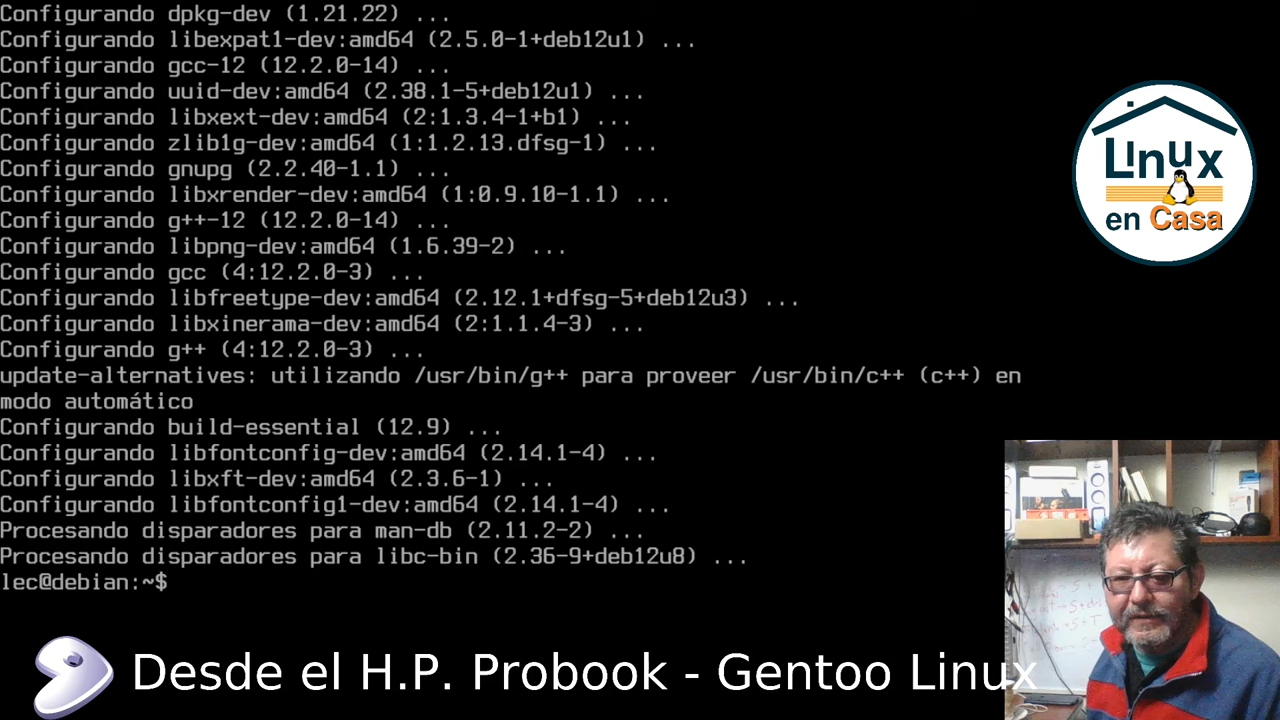 Configurando dpkg-dev (1.21.22) ...
Configurando libexpat1-dev:amd64 (2.5.0-1+deb12u1) ...
Configurando gcc-12 (12.2.0-14) ...
Configurando uuid-dev:amd64 (2.38.1-5+deb12u1) ...
Configurando libxext-dev:amd64 (2:1.3.4-1+b1) ...
Configurando zlib1g-dev:amd64 (1:1.2.13.dfsg-1) ...
Configurando gnupg (2.2.40-1.1) ...
Configurando libxrender-dev:amd64 (1:0.9.10-1.1) ...
Configurando g++-12 (12.2.0-14) ...
Configurando libpng-dev:amd64 (1.6.39-2) ...
Configurando gcc (4:12.2.0-3) ...
Configurando libfreetype-dev:amd64 (2.12.1+dfsg-5+deb12u3) ...
Configurando libxinerama-dev:amd64 (2:1.1.4-3) ...
Configurando g++ (4:12.2.0-3) ...
update-alternatives: utilizando /usr/bin/g++ para proveer /usr/bin/c++ (c++) en
modo automático
Configurando build-essential (12.9) ...
Configurando libfontconfig-dev:amd64 (2.14.1-4) ...
Configurando libxft-dev:amd64 (2.3.6-1) ...
Configurando libfontconfig1-dev:amd64 (2.14.1-4) ...
Procesando disparadores para man-db (2.11.2-2) ...
Procesando disparadores para libc-bin (2.36-9+deb12u8) ...
lec@debian:~$
Linux
en Casa
Desde el H.P. Probook - Gentoo Linux